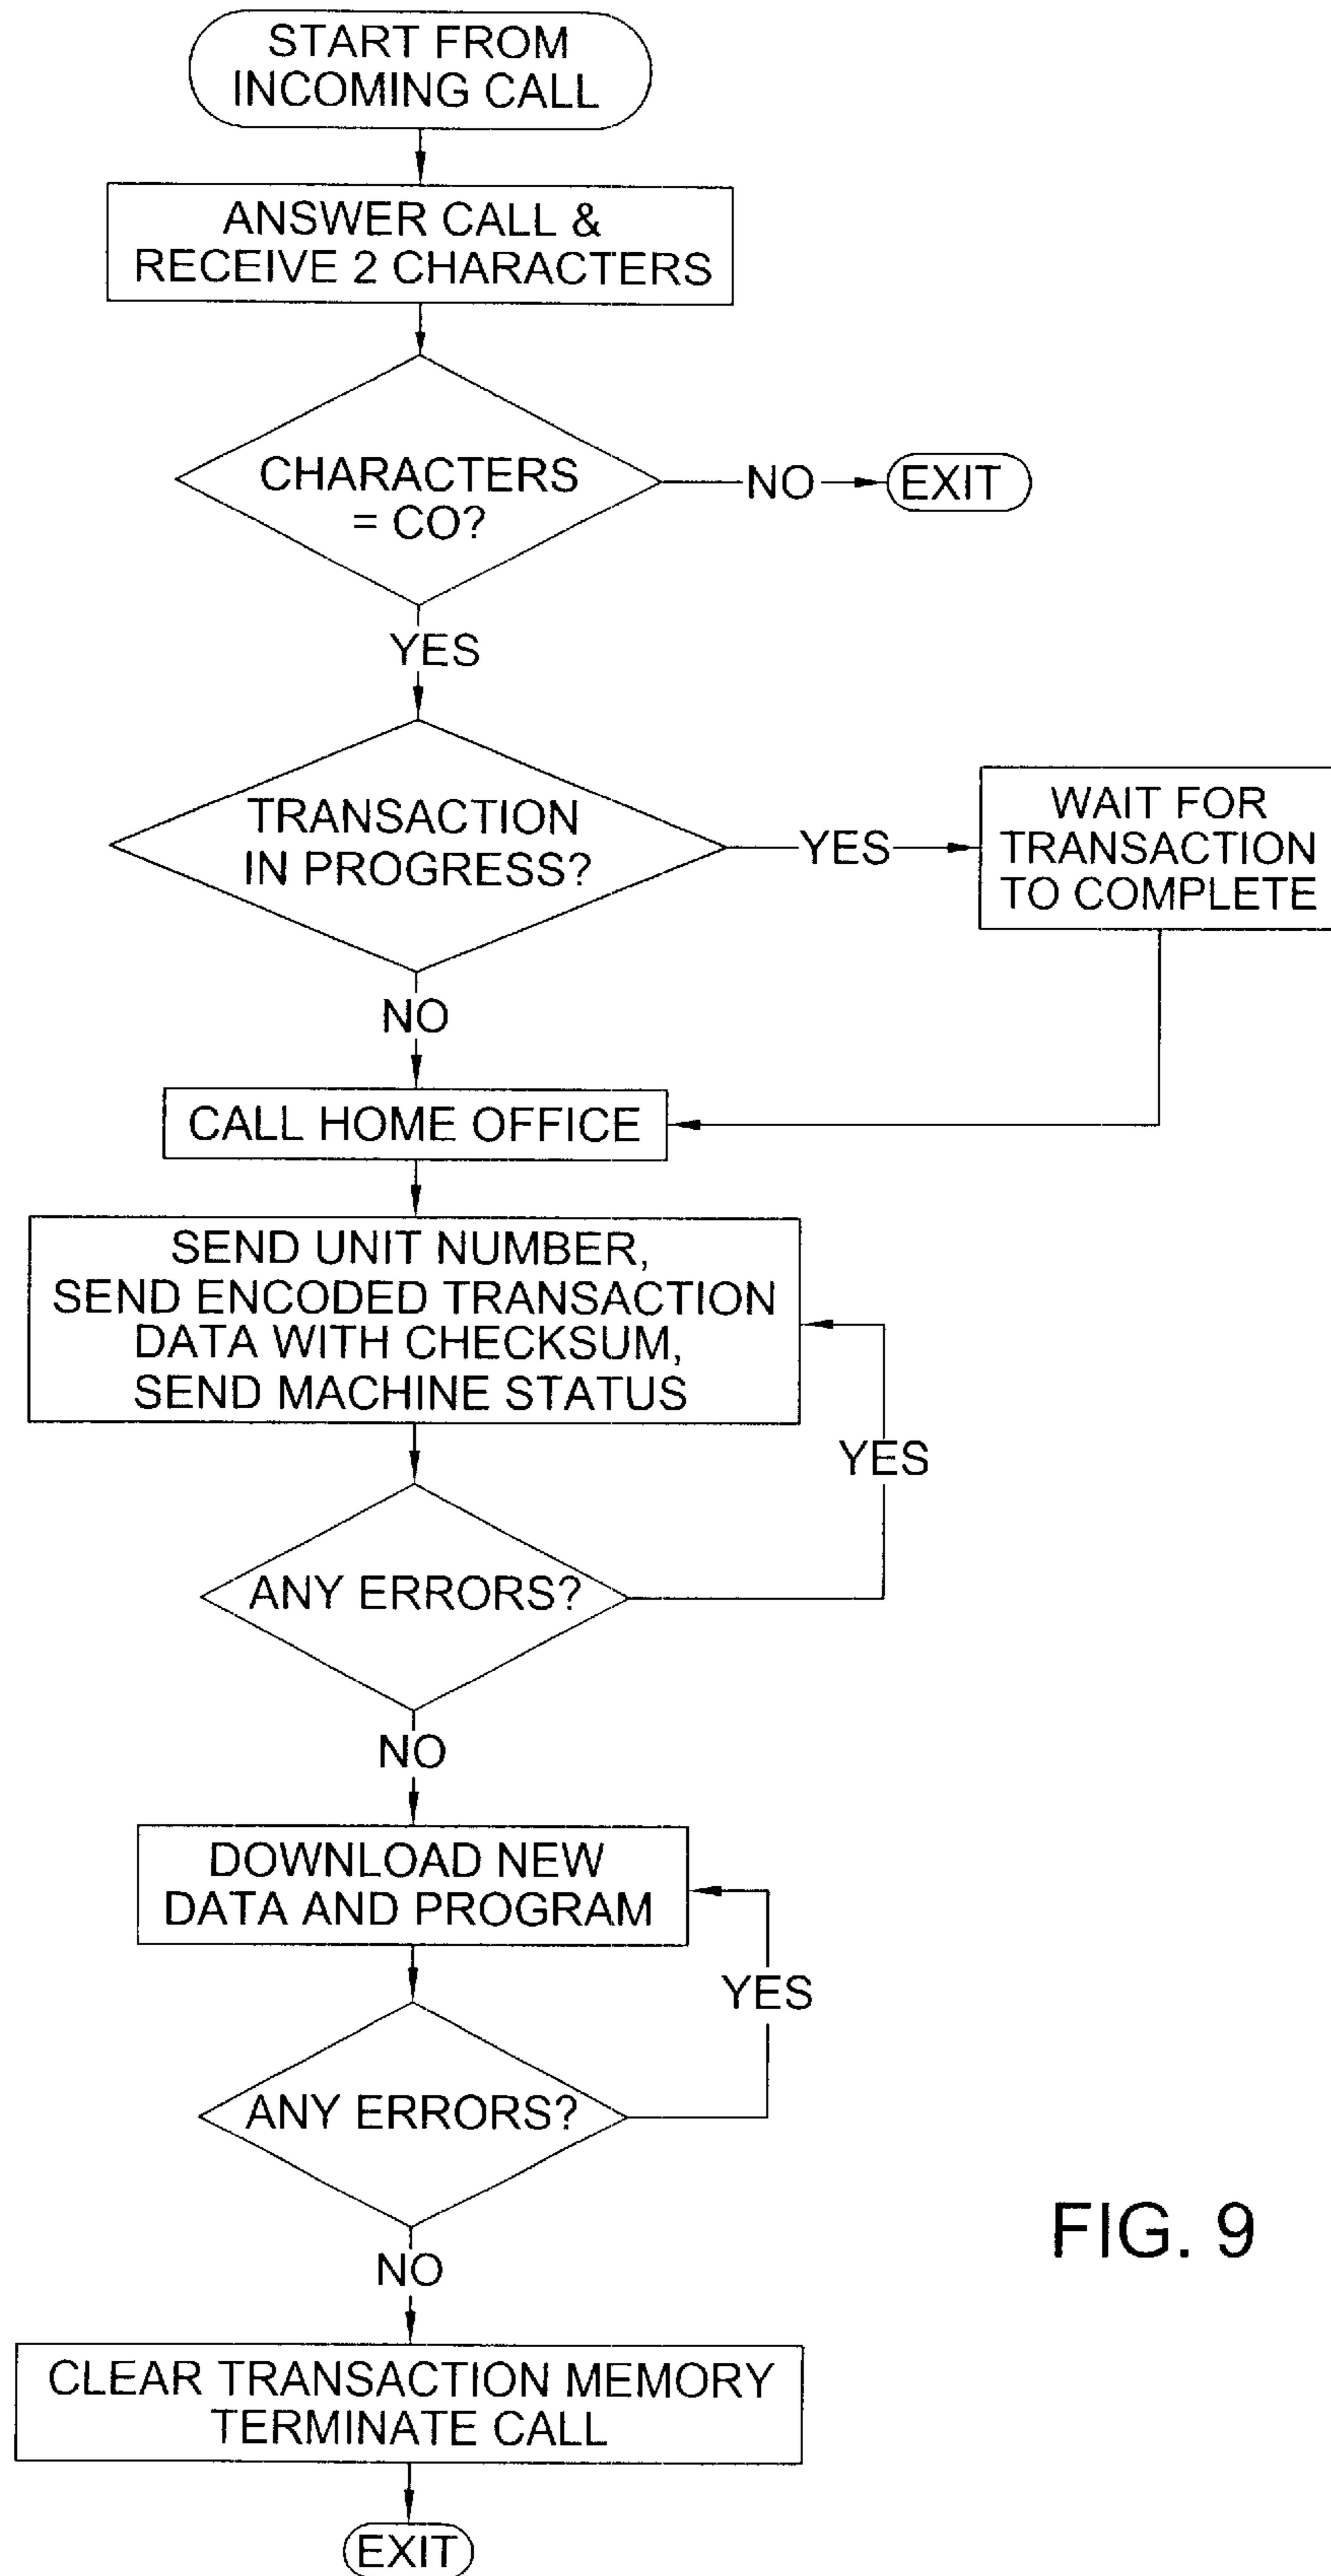 START FROM
INCOMING CALL
ANSWER CALL &
RECEIVE 2 CHARACTERS
CHARACTERS
= CO?
NO
EXIT
YES
TRANSACTION
IN PROGRESS?
YES
WAIT FOR
TRANSACTION
TO COMPLETE
NO
CALL HOME OFFICE
SEND UNIT NUMBER,
SEND ENCODED TRANSACTION
DATA WITH CHECKSUM,
SEND MACHINE STATUS
YES
ANY ERRORS?
NO
DOWNLOAD NEW
DATA AND PROGRAM
YES
ANY ERRORS?
NO
CLEAR TRANSACTION MEMORY
TERMINATE CALL
EXIT
FIG. 9